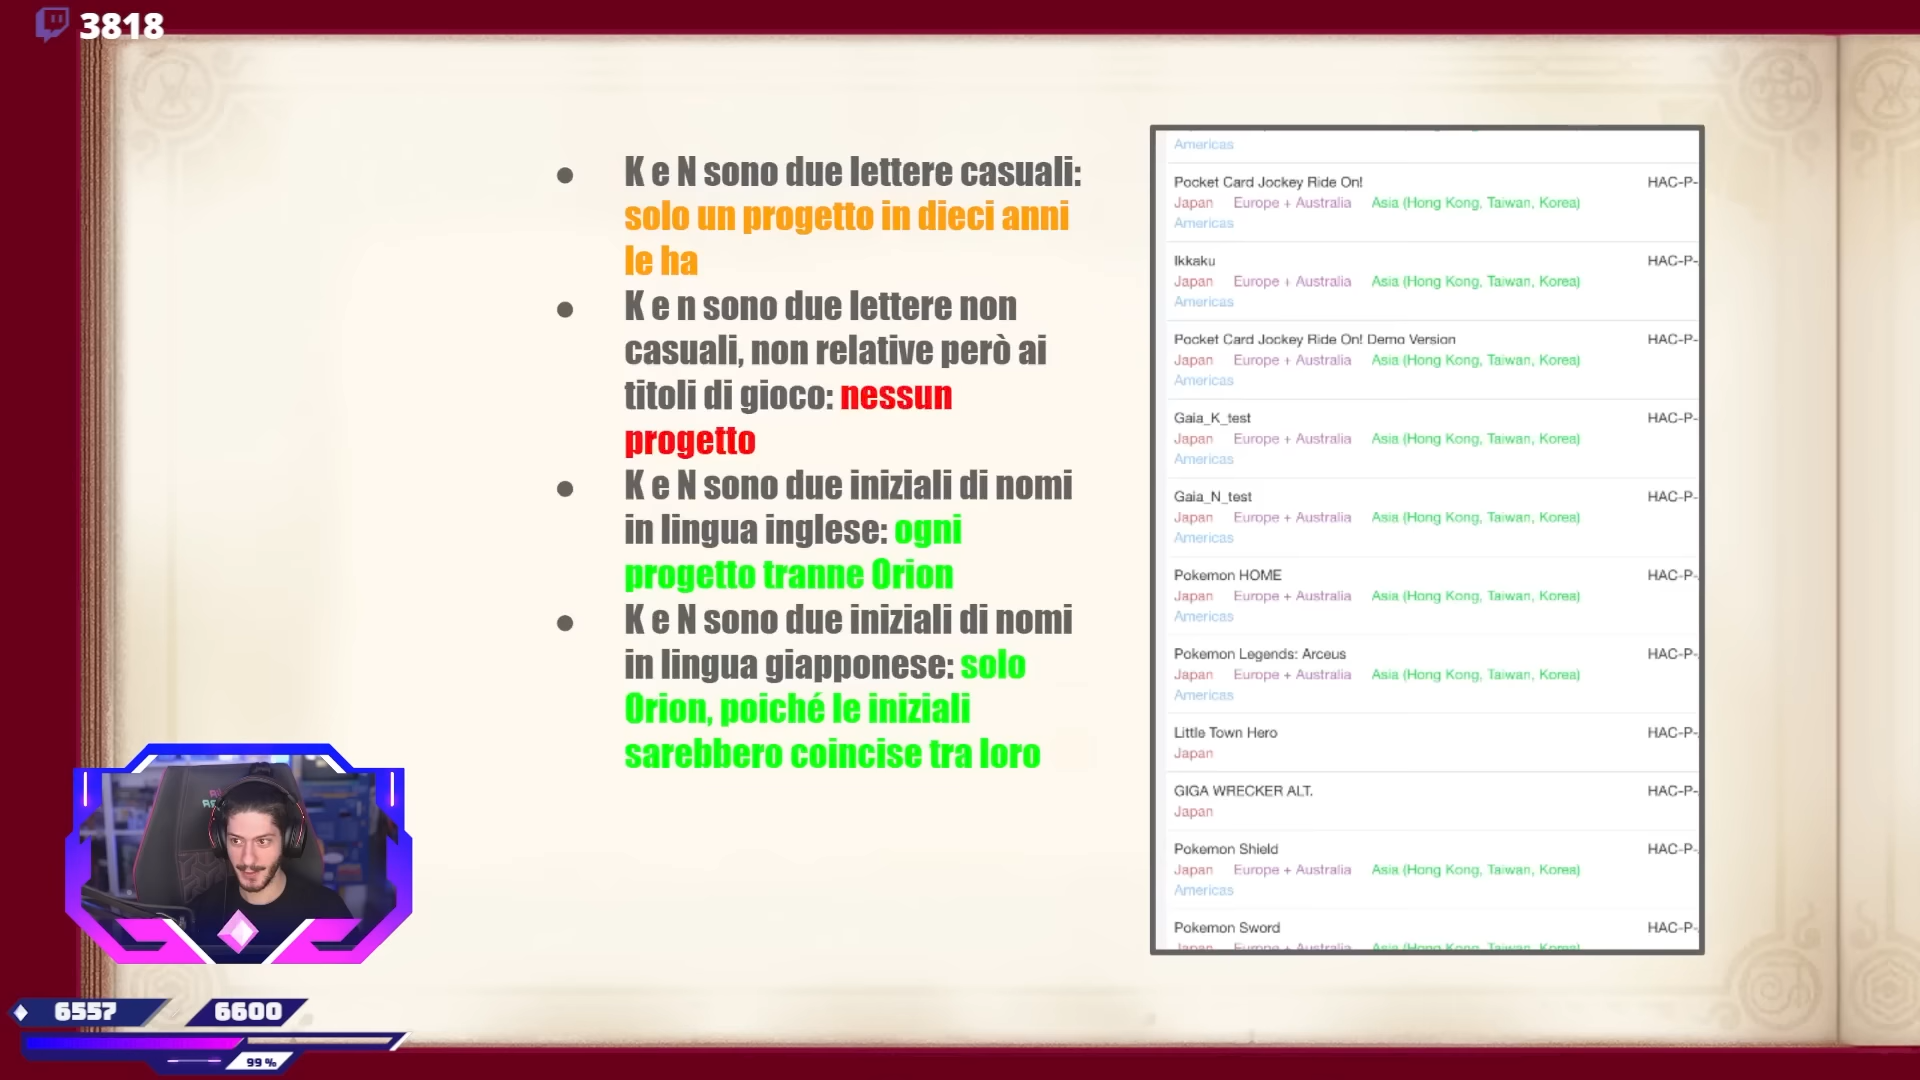 3818
● K e N sono due lettere casuali:
solo un progetto in dieci anni
le ha
● K e n sono due lettere non
casuali, non relative però ai
titoli di gioco: nessun
progetto
● K e N sono due iniziali di nomi
in lingua inglese: ogni
progetto tranne Orion
● K e N sono due iniziali di nomi
in lingua giapponese: solo
Orion, poiché le iniziali
sarebbero coincise tra loro
Americas
Pocket Card Jockey Ride On! HAC-P-
Japan Europe + Australia Asia (Hong Kong, Taiwan, Korea)
Americas
Ikkaku HAC-P-
Japan Europe + Australia Asia (Hong Kong, Taiwan, Korea)
Americas
Pocket Card Jockey Ride On! Demo Version HAC-P-
Japan Europe + Australia Asia (Hong Kong, Taiwan, Korea)
Americas
Gaia_K_test HAC-P-
Japan Europe + Australia Asia (Hong Kong, Taiwan, Korea)
Americas
Gaia_N_test HAC-P-
Japan Europe + Australia Asia (Hong Kong, Taiwan, Korea)
Americas
Pokemon HOME HAC-P-
Japan Europe + Australia Asia (Hong Kong, Taiwan, Korea)
Americas
Pokemon Legends: Arceus HAC-P-
Japan Europe + Australia Asia (Hong Kong, Taiwan, Korea)
Americas
Little Town Hero HAC-P-
Japan
GIGA WRECKER ALT. HAC-P-
Japan
Pokemon Shield HAC-P-
Japan Europe + Australia Asia (Hong Kong, Taiwan, Korea)
Americas
Pokemon Sword HAC-P-
Japan Europe + Australia Asia (Hong Kong, Taiwan, Korea)
6557 6600
99 %